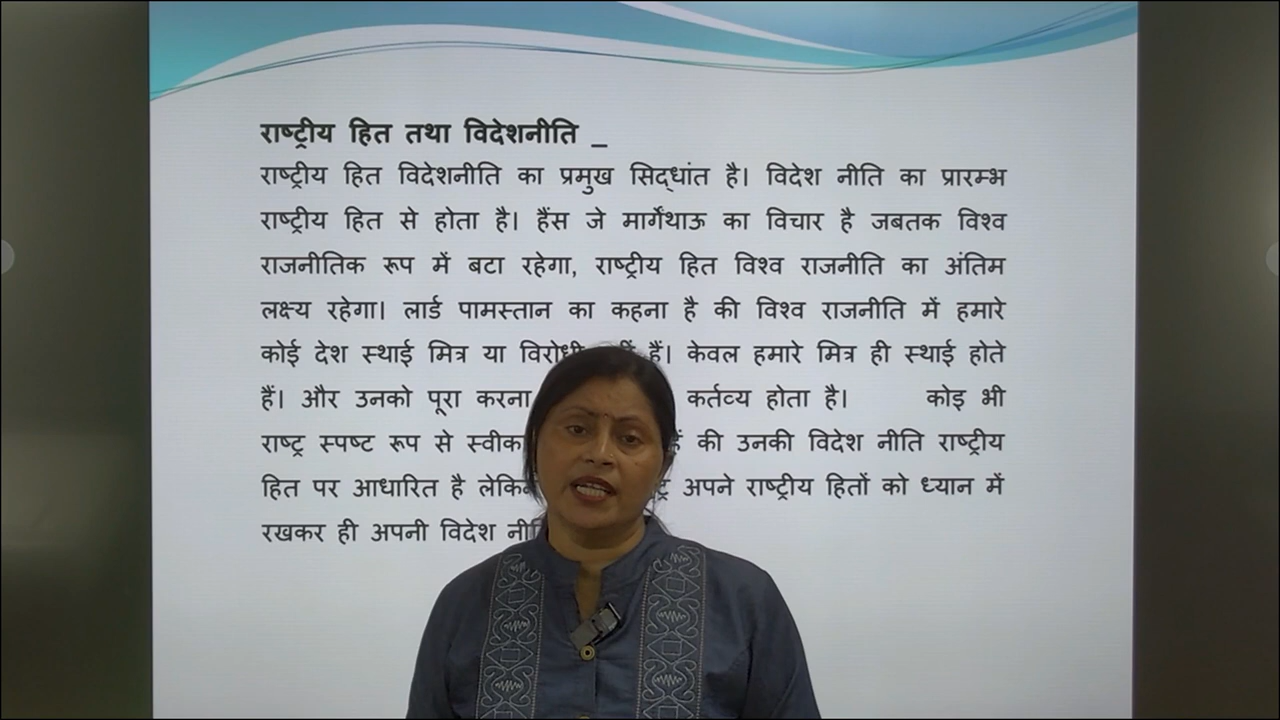 राष्ट्रीय हित तथा विदेशनीति _
राष्ट्रीय हित विदेशनीति का प्रमुख सिद्धांत है। विदेश नीति का प्रारम्भ
राष्ट्रीय हित से होता है। हैंस जे मार्गेंथाऊ का विचार है जबतक विश्व
राजनीतिक रूप में बटा रहेगा, राष्ट्रीय हित विश्व राजनीति का अंतिम
लक्ष्य रहेगा। लार्ड पामस्तान का कहना है की विश्व राजनीति में हमारे
कोई देश स्थाई मित्र या हैं। केवल हमारे मित्र ही स्थाई होते
हैं। और उनको पूरा करना कर्तव्य होता है। कोइ भी
राष्ट्र स्पष्ट रूप से की उनकी विदेश नीति राष्ट्रीय
हित पर आधारित है अपने राष्ट्रीय हितों को ध्यान में
रखकर ही अपनी विदेश